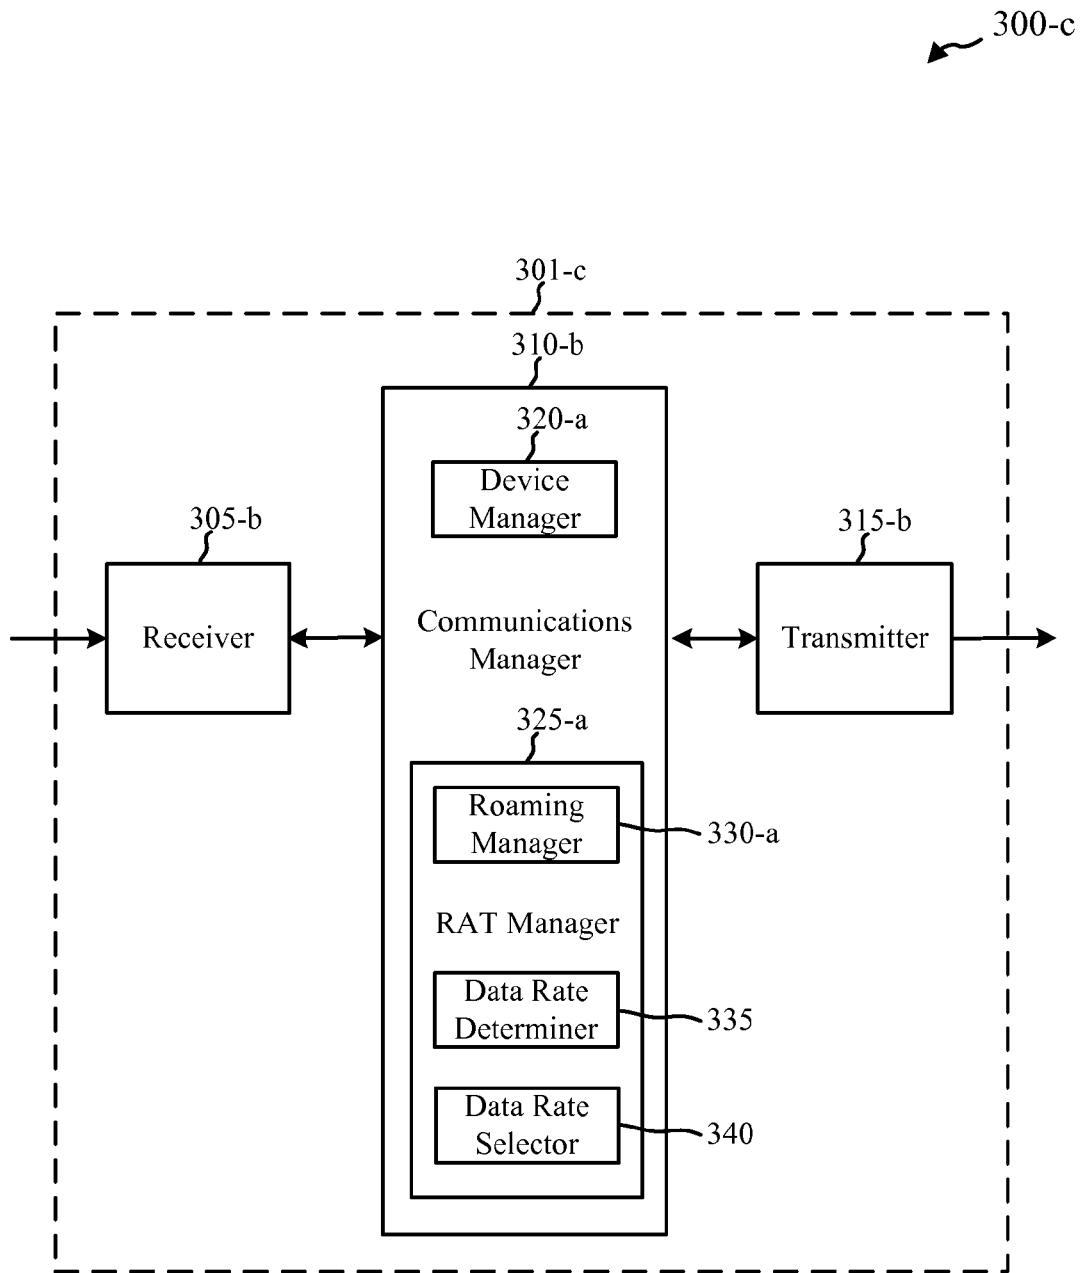 300-c
301-c
310-b
320-a
Device
Manager
305-b
315-b
Receiver
Communications
Manager
Transmitter
325-a
Roaming
Manager
330-a
RAT Manager
Data Rate
Determiner
335
Data Rate
Selector
340